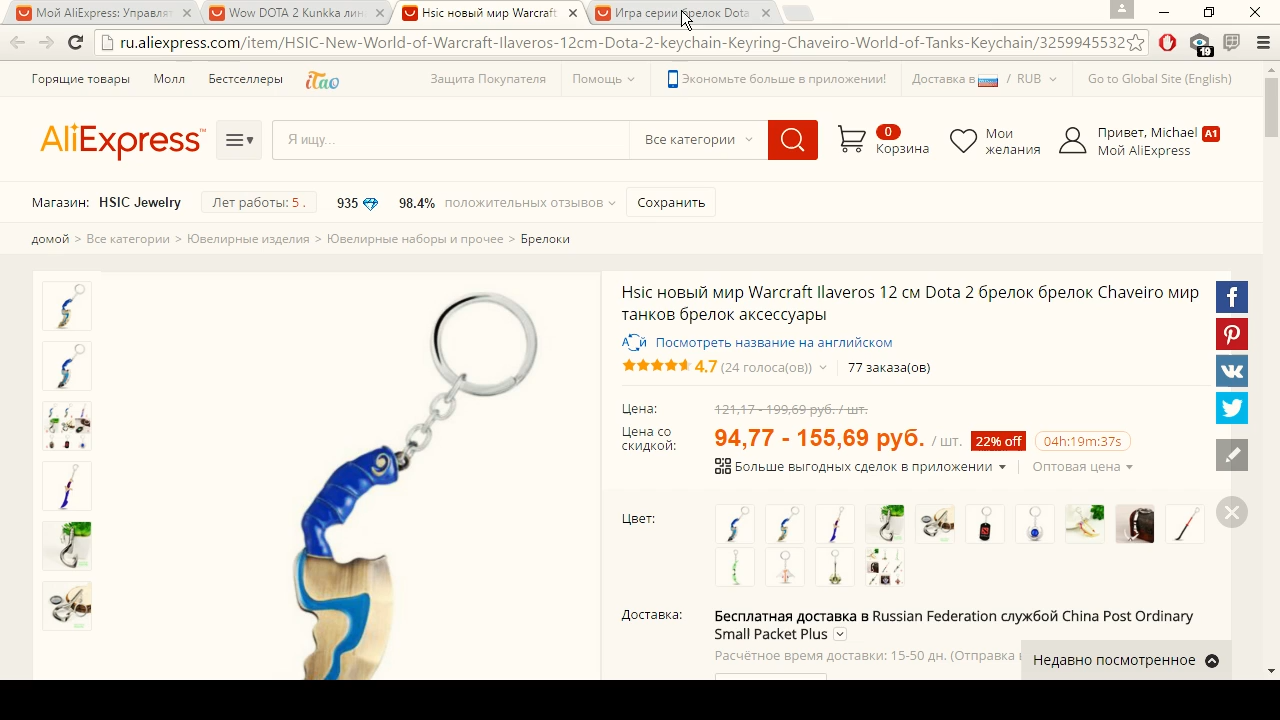 Мой AliExpress: Управлят
Wow DOTA 2 Kunkka лин
Hsic новый мир Warcraft
Игра серии брелок Dota
ru.aliexpress.com/item/HSIC-New-World-of-Warcraft-Ilaveros-12cm-Dota-2-keychain-Keyring-Chaveiro-World-of-Tanks-Keychain/3259945532
19
Горящие товары Молл Бестселлеры iTao Защита Покупателя Помощь Экономьте больше в приложении! Доставка в / RUB Go to Global Site (English)
AliExpress™ Я ищу... Все категории 0 Корзина Мои желания Привет, Michael A1 Мой AliExpress
Магазин: HSIC Jewelry Лет работы: 5 . 935 98.4% положительных отзывов Сохранить
домой > Все категории > Ювелирные изделия > Ювелирные наборы и прочее > Брелоки
Hsic новый мир Warcraft Ilaveros 12 см Dota 2 брелок брелок Chaveiro мир
танков брелок аксессуары
Посмотреть название на английском
4.7 (24 голоса(ов)) 77 заказа(ов)
Цена: 121,17 - 199,69 руб. / шт.
Цена со скидкой: 94,77 - 155,69 руб. / шт. 22% off 04h:19m:37s
Больше выгодных сделок в приложении Оптовая цена
Цвет:
Доставка: Бесплатная доставка в Russian Federation службой China Post Ordinary
Small Packet Plus
Расчётное время доставки: 15-50 дн. (Отправка
Недавно посмотренное